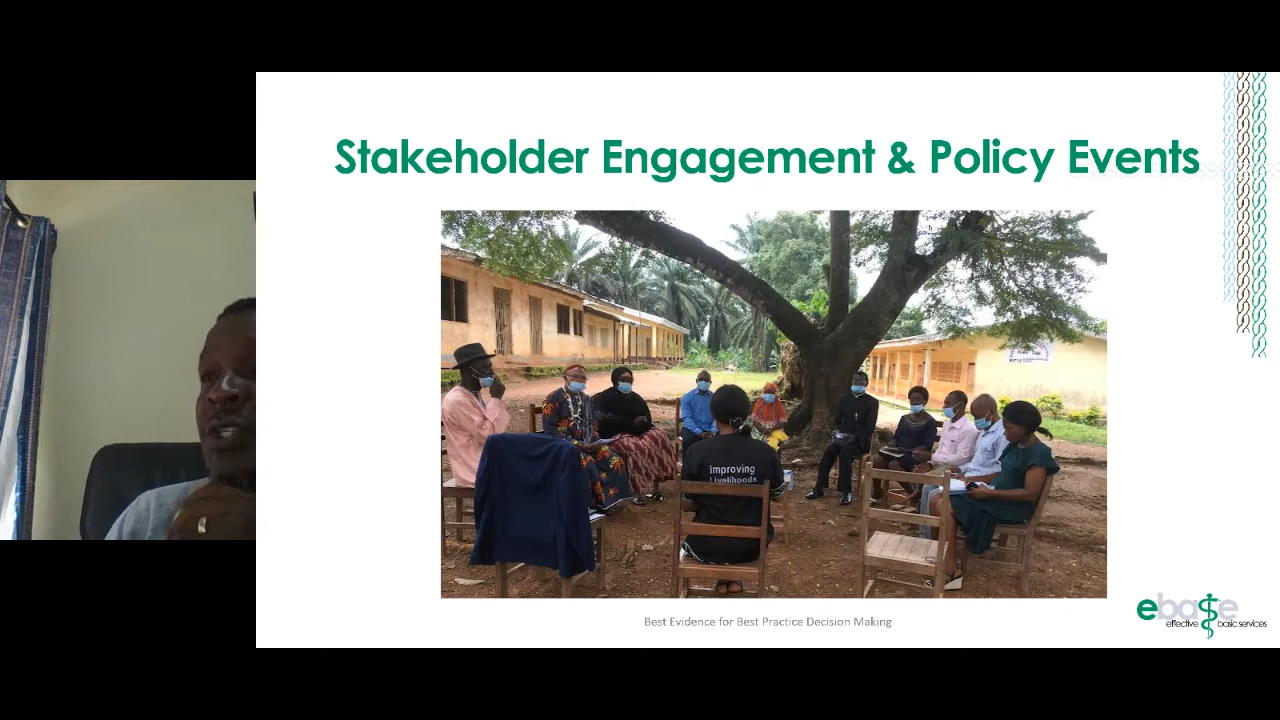 Stakeholder Engagement & Policy Events
Improving
Livelihoods
Best Evidence for Best Practice Decision Making
ebase
effective basic services